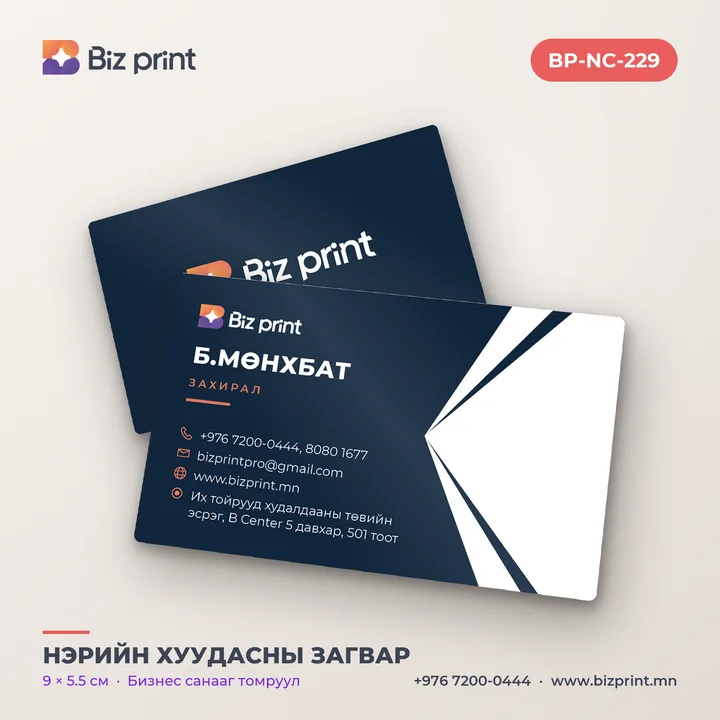 Biz print
BP-NC-229
Biz print
Biz print
Б.МӨНХБАТ
ЗАХИРАЛ
+976 7200-0444, 8080 1677
bizprintpro@gmail.com
www.bizprint.mn
Их тойрууд худалдааны төвийн
эсрэг, B Center 5 давхар, 501 тоот
НЭРИЙН ХУУДАСНЫ ЗАГВАР
9 × 5.5 см · Бизнес санааг томруул
+976 7200-0444 · www.bizprint.mn